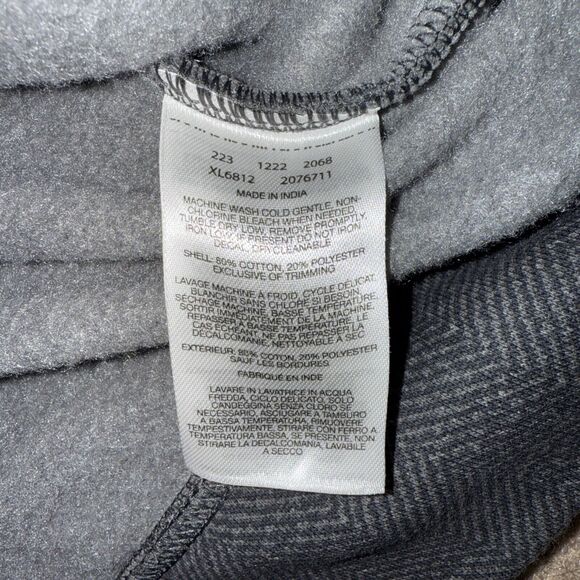 223 1222 2068
XL6812 2076711
MADE IN INDIA
MACHINE WASH COLD GENTLE, NON-
CHLORINE BLEACH WHEN NEEDED
TUMBLE DRY LOW, REMOVE PROMPTLY,
IRON LOW, IF PRESENT DO NOT IRON
DECAL, DRY CLEANABLE
SHELL: 80% COTTON, 20% POLYESTER
EXCLUSIVE OF TRIMMING
LAVAGE MACHINE A FROID, CYCLE DELICAT.
BLANCHIR SANS CHLORE SI BESOIN,
SÉCHAGE MACHINE, BASSE TEMPÉRATURE,
SORTIR IMMÉDIATEMENT DE LA MACHINE.
REPASSER À BASSE TEMPÉRATURE, LE
CAS ÉCHÉANT, NE PAS REPASSER LA
DÉCALCOMANIE, NETTOYABLE A SEC
EXTÉRIEUR: 80% COTTON, 20% POLYESTER
SAUF LES BORDURES
FABRIQUÉ EN INDE
LAVARE IN LAVATRICE IN ACQUA
FREDDA, CICLO DELICATO, SOLO
CANDEGGINA SENZA CLORO SE
NECESSARIO, ASCIUGARE A TAMBURO
A BASSA TEMPERATURA, RIMUOVERE
TEMPESTIVAMENTE, STIRARE CON FERRO A
TEMPERATURA BASSA, SE PRESENTE, NON
STIRARE LA DECALCOMANIA, LAVABILE
A SECCO